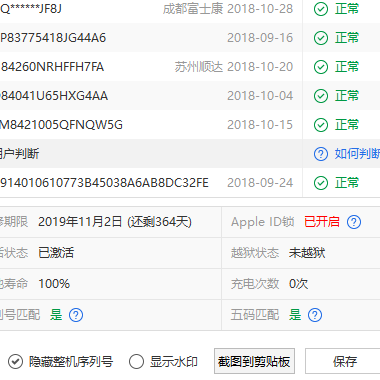 Q******JF8J 成都富士康 2018-10-28 正常
P83775418JG44A6 2018-09-16 正常
84260NRHFFH7FA 苏州顺达 2018-10-20 正常
84041U65HXG4AA 2018-10-04 正常
M8421005QFNQW5G 2018-10-15 正常
户判断 如何判断
914010610773B45038A6AB8DC32FE 2018-09-24 正常
修期限 2019年11月2日 (还剩364天) Apple ID锁 已开启
活状态 已激活 越狱状态 未越狱
池寿命 100% 充电次数 0次
列号匹配 是 五码匹配 是
隐藏整机序列号 显示水印 截图到剪贴板 保存